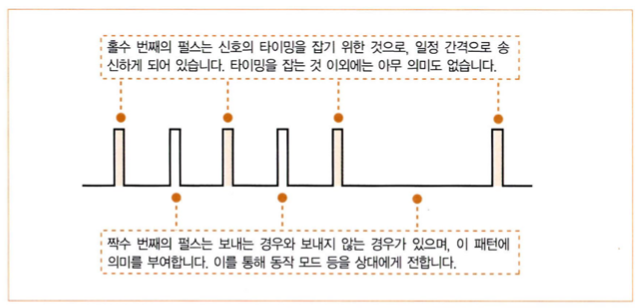 홀수 번째의 펄스는 신호의 타이밍을 잡기 위한 것으로, 일정 간격으로 송
신하게 되어 있습니다. 타이밍을 잡는 것 이외에는 아무 의미도 없습니다.
짝수 번째의 펄스는 보내는 경우와 보내지 않는 경우가 있으며, 이 패턴에
의미를 부여합니다. 이를 통해 동작 모드 등을 상대에게 전합니다.